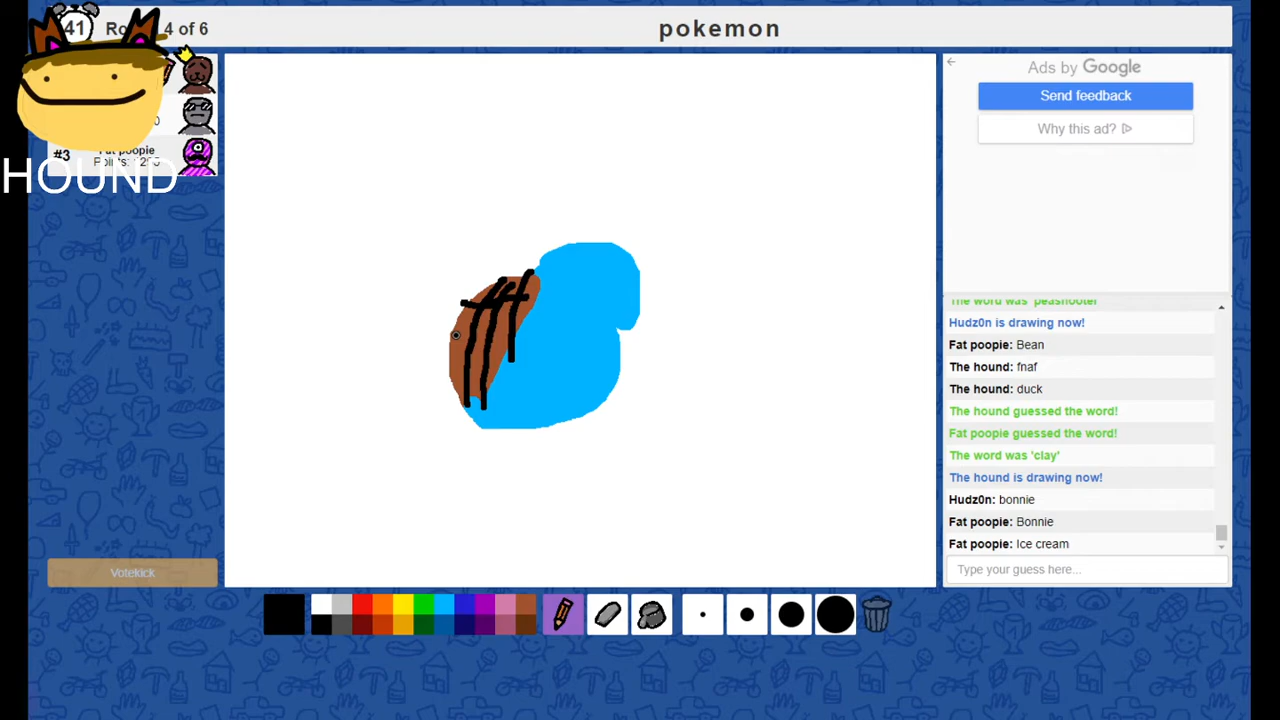 41
4 of 6
pokemon
#3
Fat poopie
HOUND
Votekick
Ads by Google
Send feedback
Why this ad?
The word was 'peashooter'
Hudz0n is drawing now!
Fat poopie: Bean
The hound: fnaf
The hound: duck
The hound guessed the word!
Fat poopie guessed the word!
The word was 'clay'
The hound is drawing now!
Hudz0n: bonnie
Fat poopie: Bonnie
Fat poopie: Ice cream
Type your guess here...